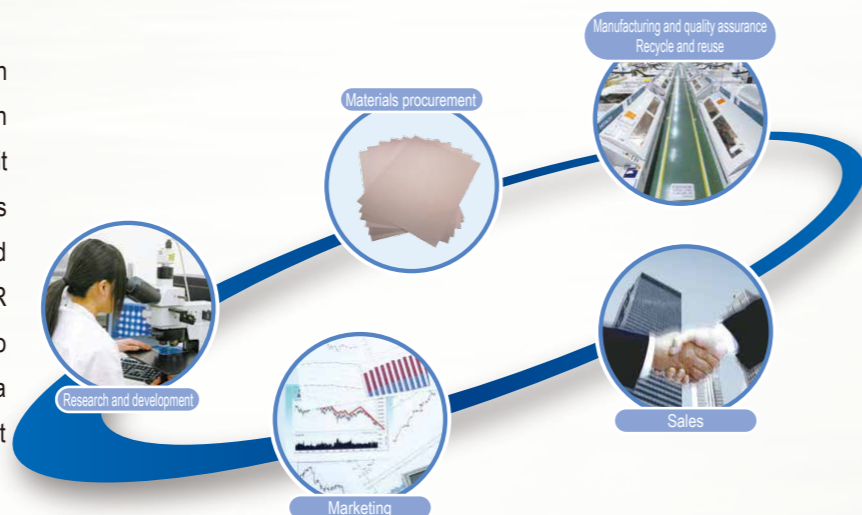 n
n
t
s
d
R
o
a
t
Manufacturing and quality assurance
Recycle and reuse
Materials procurement
Research and development
Sales
Marketing